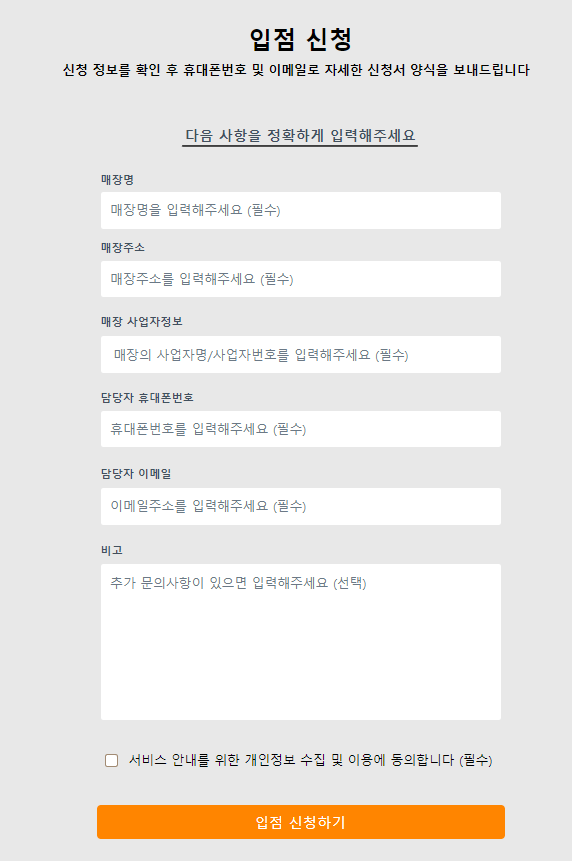 입점 신청
신청 정보를 확인 후 휴대폰번호 및 이메일로 자세한 신청서 양식을 보내드립니다
다음 사항을 정확하게 입력해주세요
매장명
매장명을 입력해주세요 (필수)
매장주소
매장주소를 입력해주세요 (필수)
매장 사업자정보
매장의 사업자명/사업자번호를 입력해주세요 (필수)
담당자 휴대폰번호
휴대폰번호를 입력해주세요 (필수)
담당자 이메일
이메일주소를 입력해주세요 (필수)
비고
추가 문의사항이 있으면 입력해주세요 (선택)
서비스 안내를 위한 개인정보 수집 및 이용에 동의합니다 (필수)
입점 신청하기